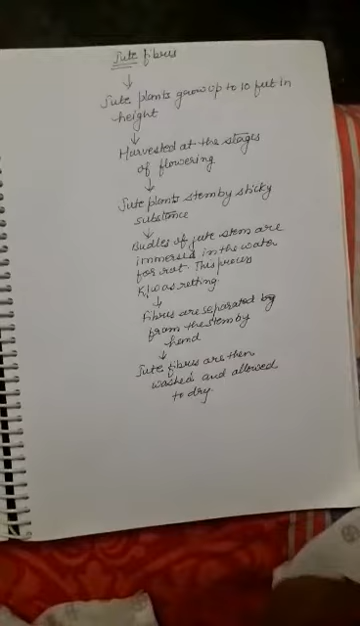 Jute fibres
↓
Jute plants grow up to 10 feet in
height
↓
Harvested at the stages
of flowering
↓
Jute plants stem by sticky
substance
↓
Budles of jute stem are
immersed in the water
for rot. This process
K/w as retting.
↓
Fibres are separated by
from the stem by
hand
↓
Jute fibres are then
washed and allowed
to dry.